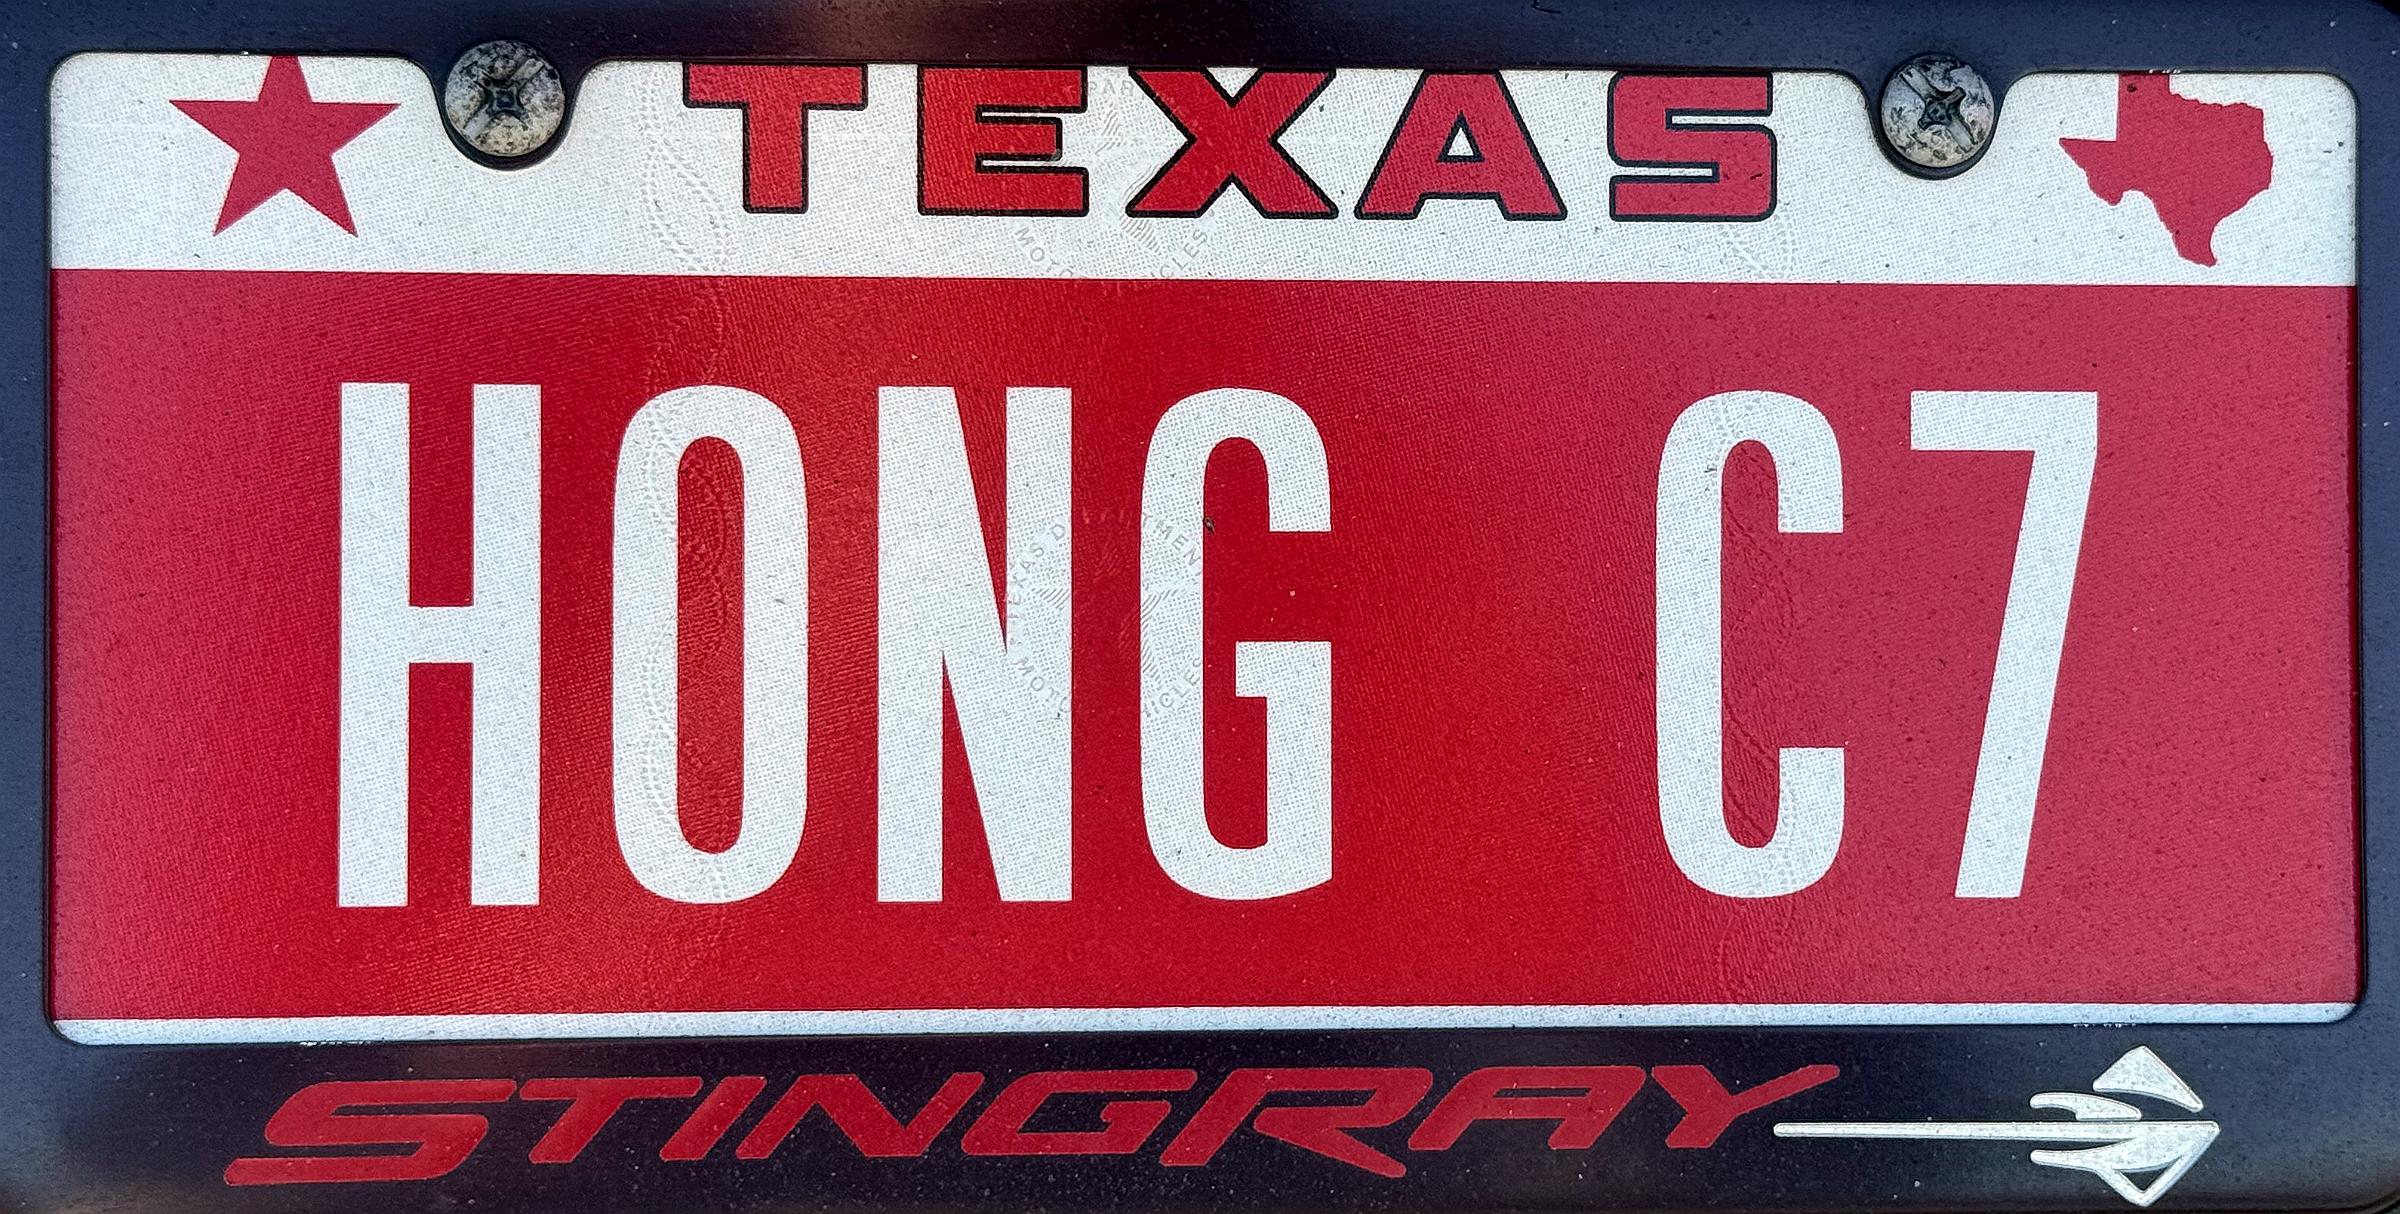 TEXAS
HONG C7
STINGRAY